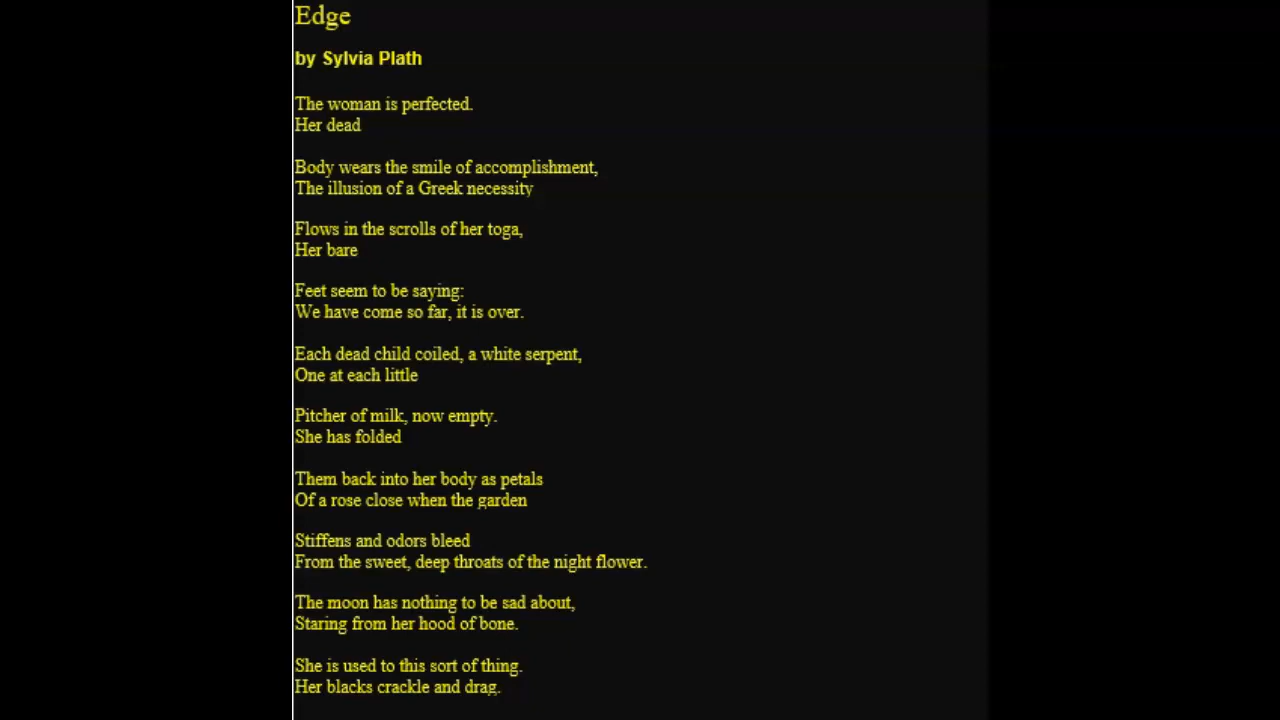 Edge
by Sylvia Plath
The woman is perfected.
Her dead
Body wears the smile of accomplishment,
The illusion of a Greek necessity
Flows in the scrolls of her toga,
Her bare
Feet seem to be saying:
We have come so far, it is over.
Each dead child coiled, a white serpent,
One at each little
Pitcher of milk, now empty.
She has folded
Them back into her body as petals
Of a rose close when the garden
Stiffens and odors bleed
From the sweet, deep throats of the night flower.
The moon has nothing to be sad about,
Staring from her hood of bone.
She is used to this sort of thing.
Her blacks crackle and drag.